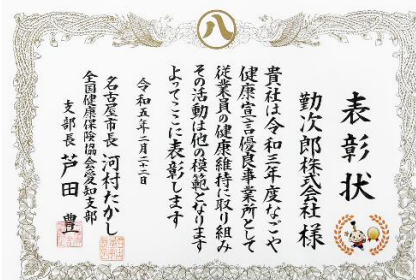 八
表彰状
勤次郎株式会社 様
貴社は令和三年度なごや
健康宣言優良事業所として
従業員の健康維持に取り組み
その活動は他の模範となります
よってここに表彰します
令和五年二月二十二日
名古屋市長 河村たかし
全国健康保険協会愛知支部
支部長 芦田 豊